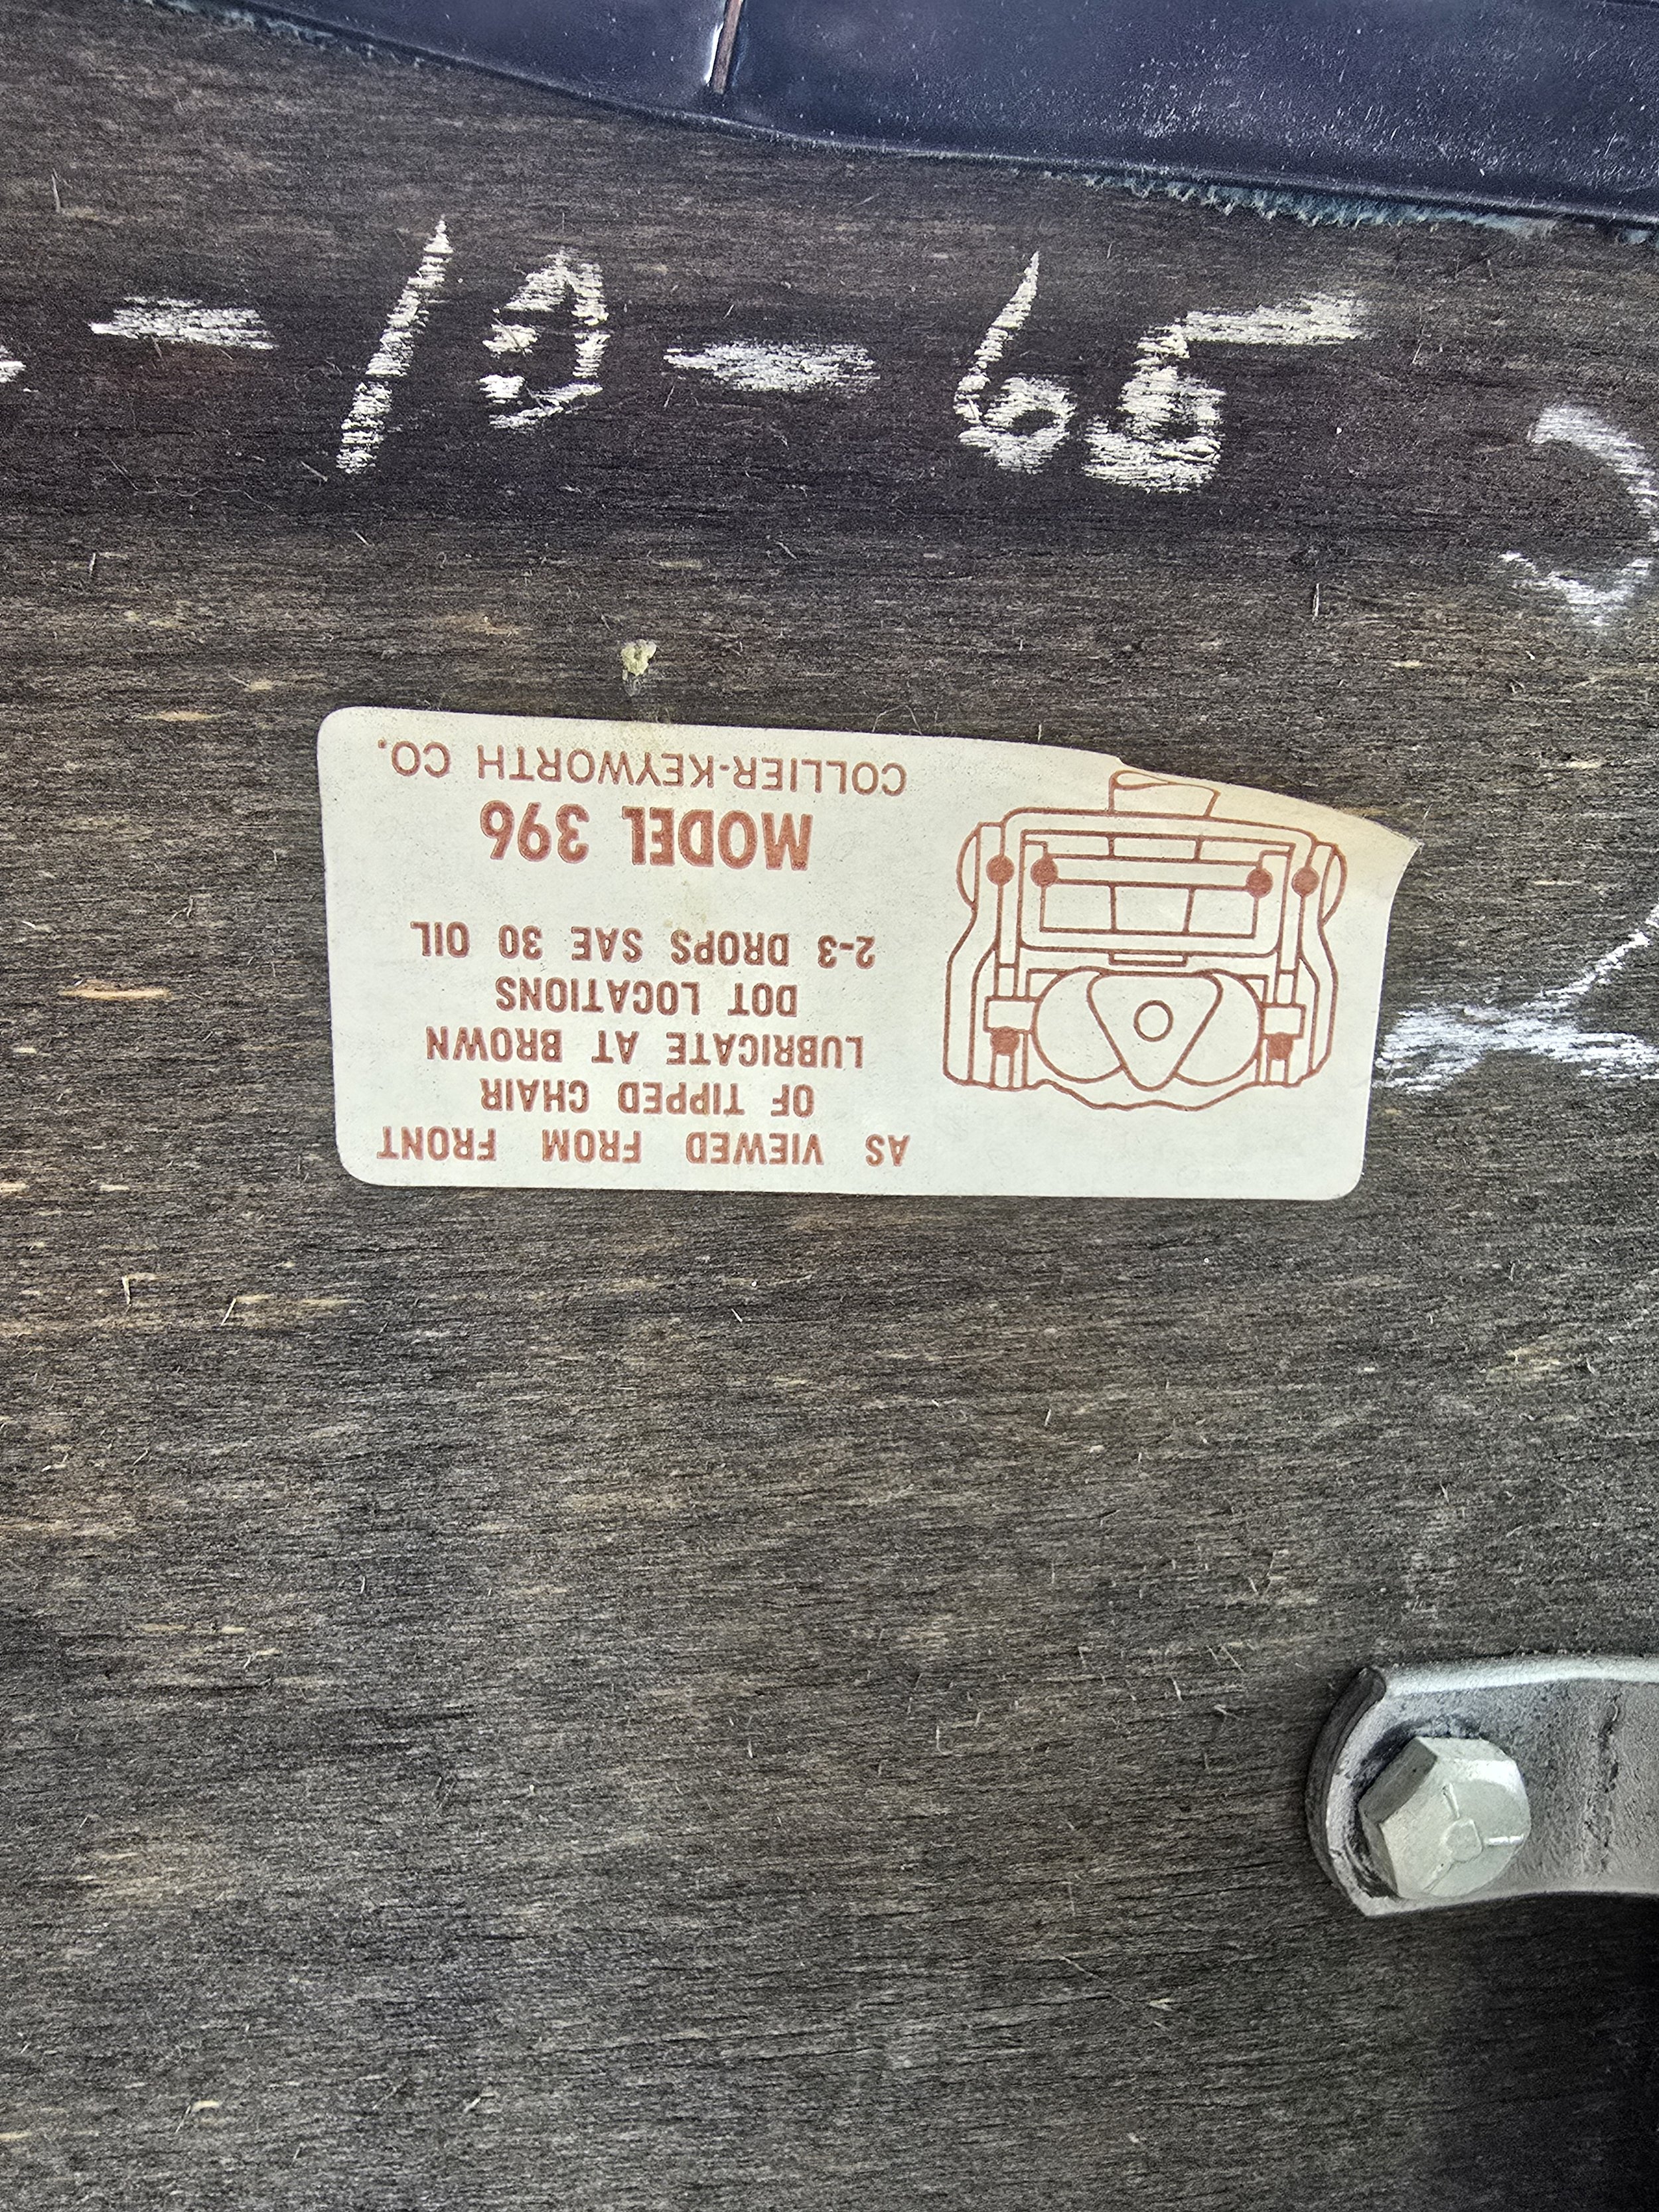 65
AS VIEWED FROM FRONT
OF TIPPED CHAIR
LUBRICATE AT BROWN
DOT LOCATIONS
2-3 DROPS SAE 30 OIL
MODEL 396
COLLIER-KEYWORTH CO.